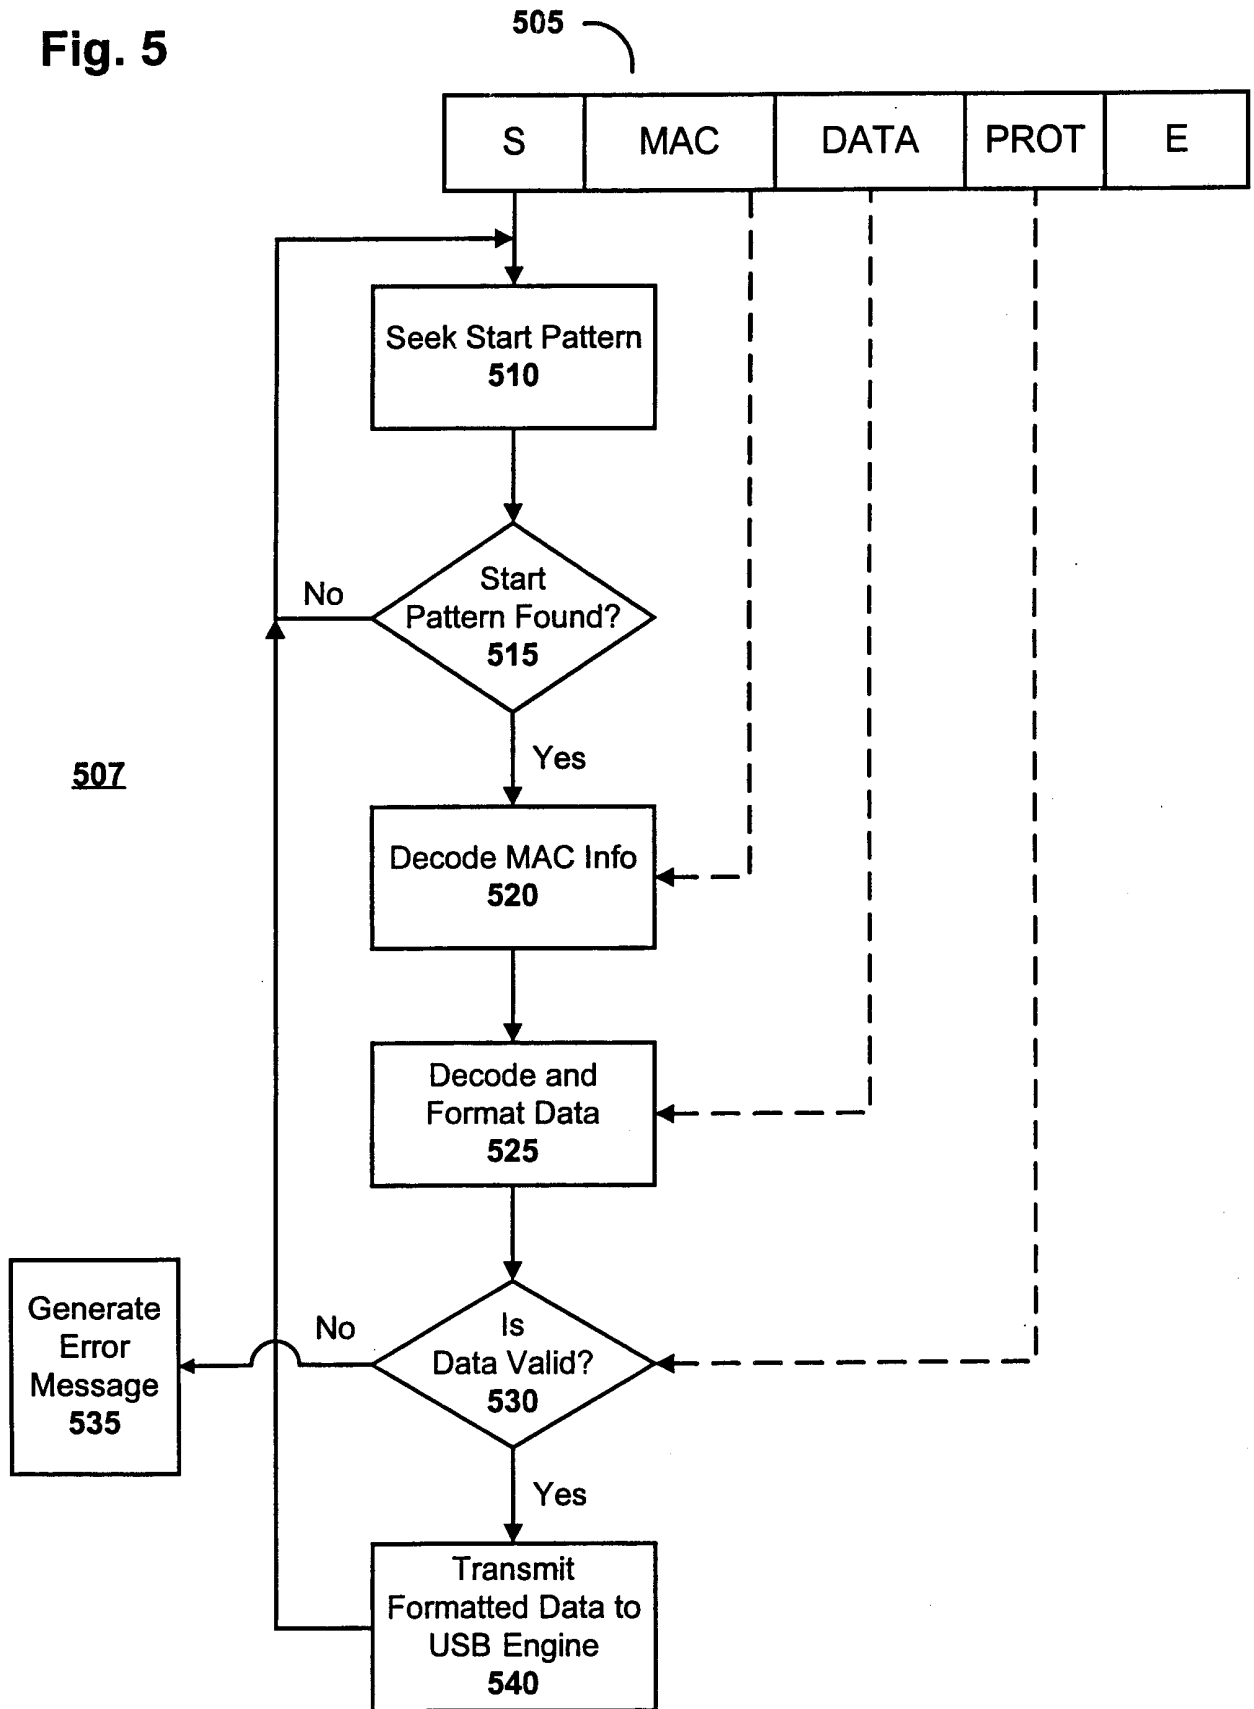 Fig. 5
505
S MAC DATA PROT E
Seek Start Pattern
510
Start
Pattern Found?
515
No
Yes
507
Decode MAC Info
520
Decode and
Format Data
525
Is
Data Valid?
530
No
Generate
Error
Message
535
Yes
Transmit
Formatted Data to
USB Engine
540